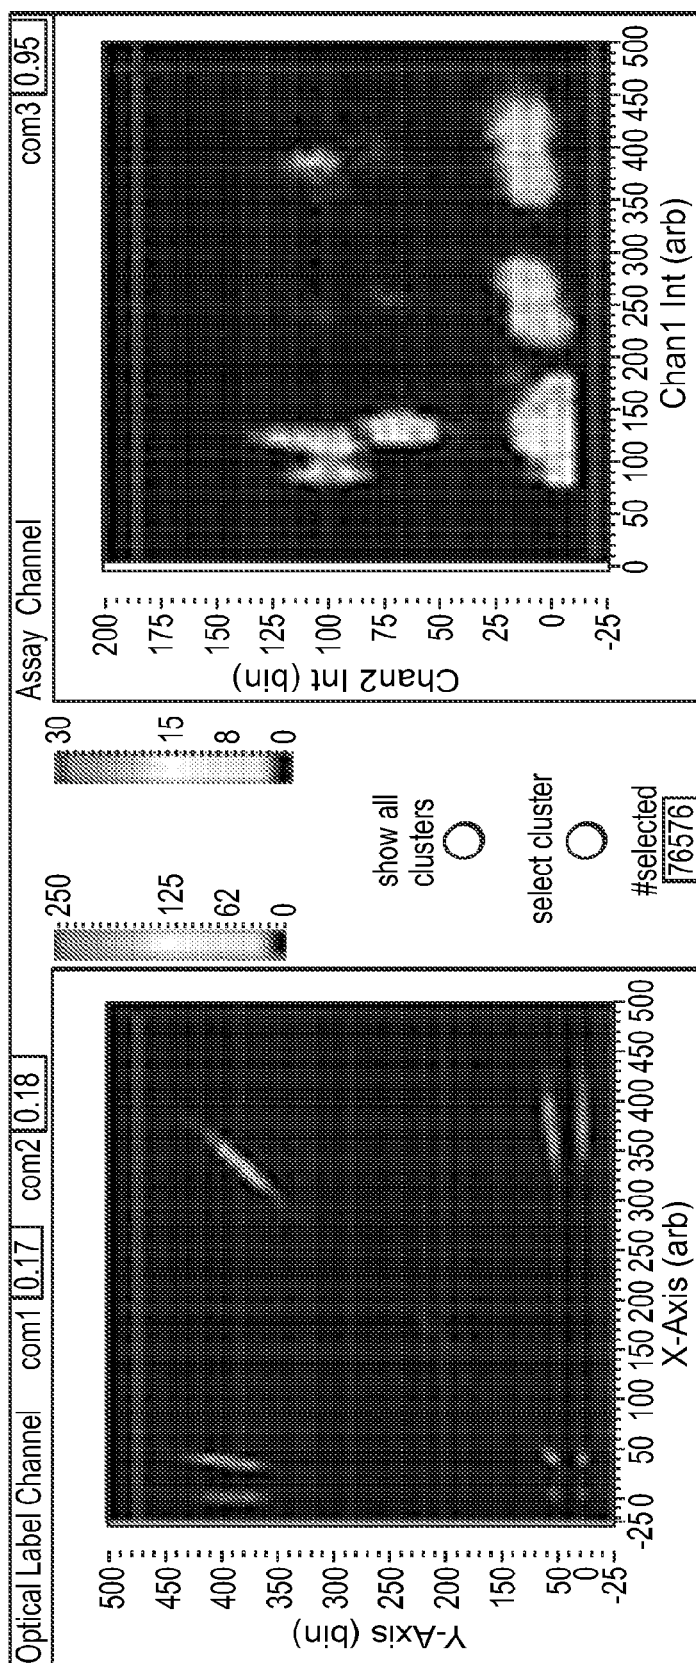 Optical Label Channel com1 0.17 com2 0.18
500
450
400
350
300
250
200
150
100
50
0
-25
Y-Axis (bin)
-25 0 50 100 150 200 250 300 350 400 450 500
X-Axis (arb)
250
125
62
0
30
15
8
0
show all
clusters
select cluster
#selected
76576
Assay Channel com3 0.95
200
175
150
125
100
75
50
25
0
-25
Chan2 Int (bin)
0 50 100 150 200 250 300 350 400 450 500
Chan1 Int (arb)